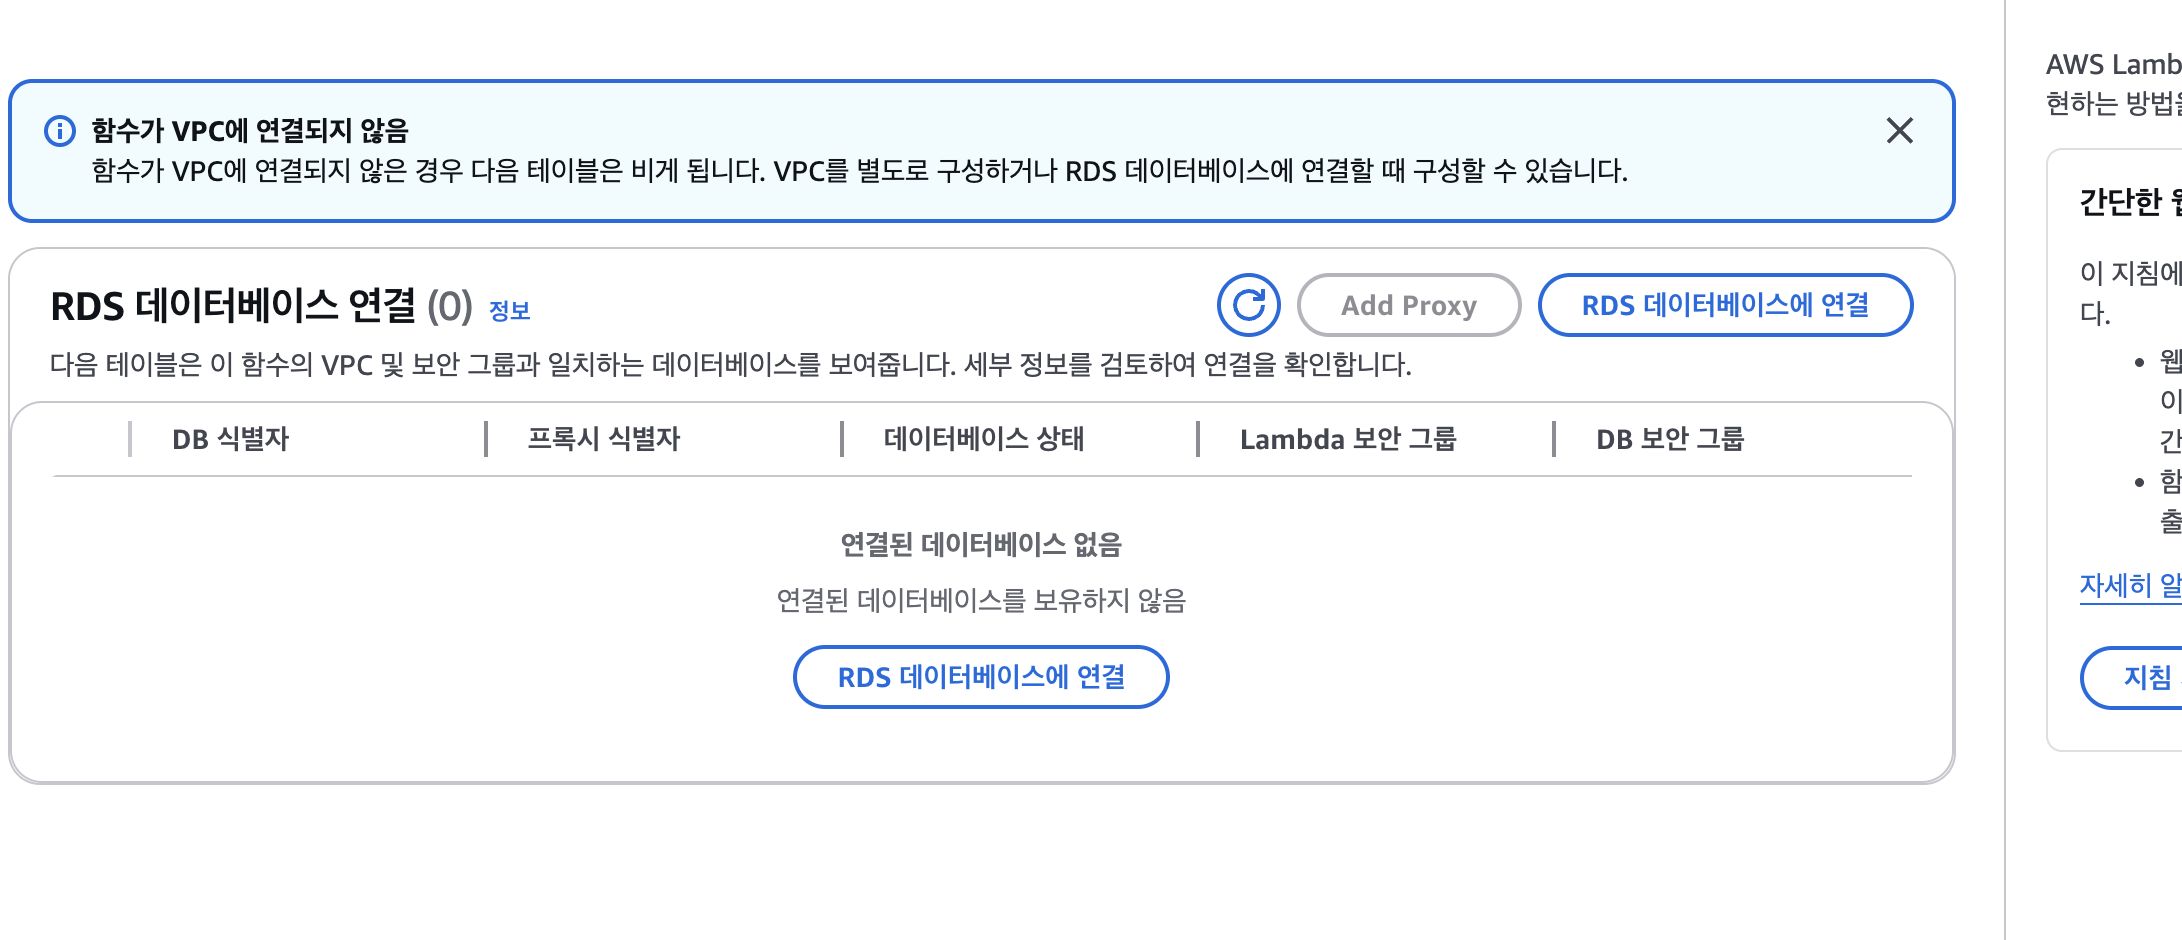 함수가 VPC에 연결되지 않음
함수가 VPC에 연결되지 않은 경우 다음 테이블은 비게 됩니다. VPC를 별도로 구성하거나 RDS 데이터베이스에 연결할 때 구성할 수 있습니다.
RDS 데이터베이스 연결 (0) 정보
Add Proxy
RDS 데이터베이스에 연결
다음 테이블은 이 함수의 VPC 및 보안 그룹과 일치하는 데이터베이스를 보여줍니다. 세부 정보를 검토하여 연결을 확인합니다.
DB 식별자 프록시 식별자 데이터베이스 상태 Lambda 보안 그룹 DB 보안 그룹
연결된 데이터베이스 없음
연결된 데이터베이스를 보유하지 않음
RDS 데이터베이스에 연결
AWS Lamb
현하는 방법을
간단한
이 지침에
다.
• 웹
이
간
• 함
출
자세히 알
지침